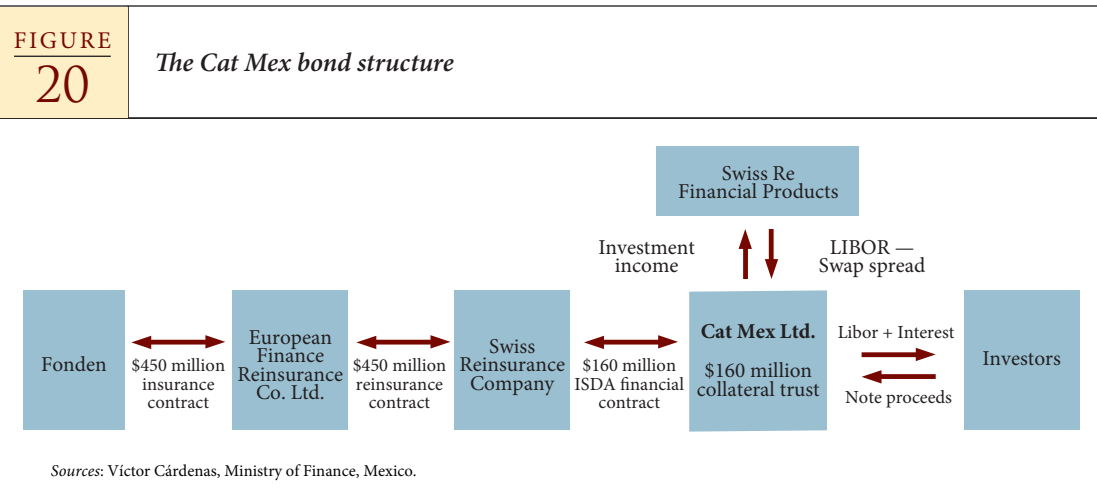 FIGURE
20
The Cat Mex bond structure
Swiss Re
Financial Products
Investment
income
LIBOR —
Swap spread
Fonden
$450 million
insurance
contract
European
Finance
Reinsurance
Co. Ltd.
$450 million
reinsurance
contract
Swiss
Reinsurance
Company
$160 million
ISDA financial
contract
Cat Mex Ltd.
$160 million
collateral trust
Libor + Interest
Note proceeds
Investors
Sources: Víctor Cárdenas, Ministry of Finance, Mexico.